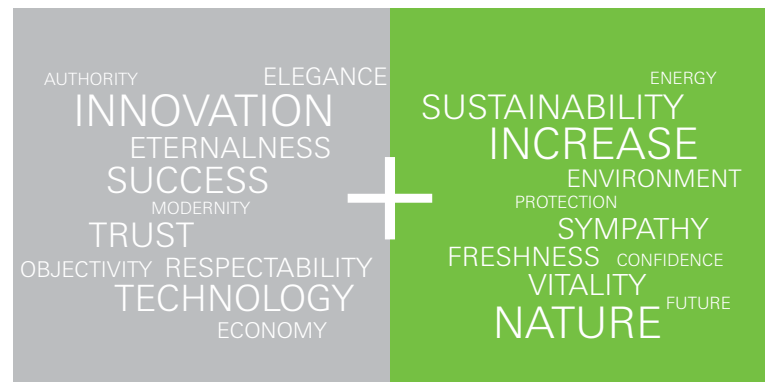 AUTHORITY ELEGANCE
INNOVATION
ETERNALNESS
SUCCESS
MODERNITY
TRUST
OBJECTIVITY RESPECTABILITY
TECHNOLOGY
ECONOMY
+
ENERGY
SUSTAINABILITY
INCREASE
ENVIRONMENT
PROTECTION
SYMPATHY
FRESHNESS CONFIDENCE
VITALITY
FUTURE
NATURE